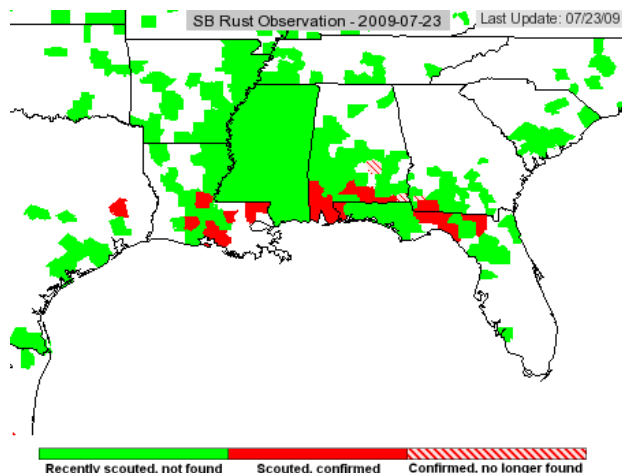 SB Rust Observation - 2009-07-23
Last Update: 07/23/09
Recently scouted, not found
Scouted, confirmed
Confirmed, no longer found